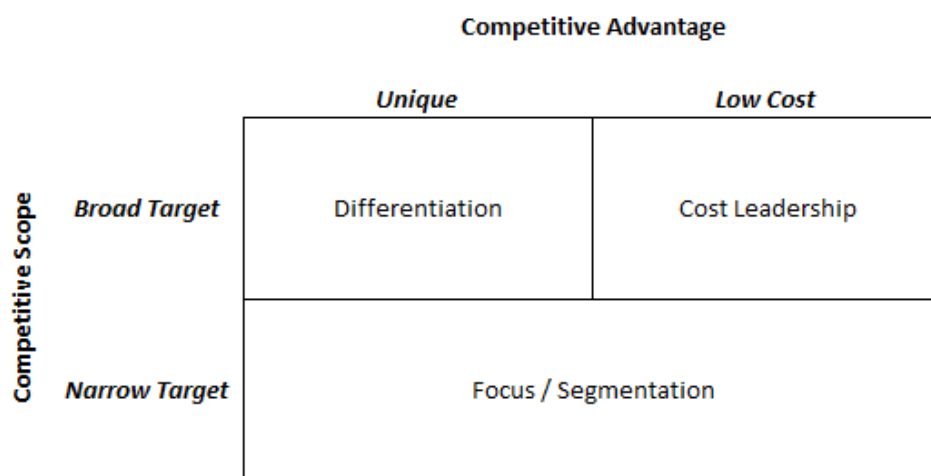 Competitive Advantage
Unique Low Cost
Competitive Scope
Broad Target Differentiation Cost Leadership
Narrow Target Focus / Segmentation